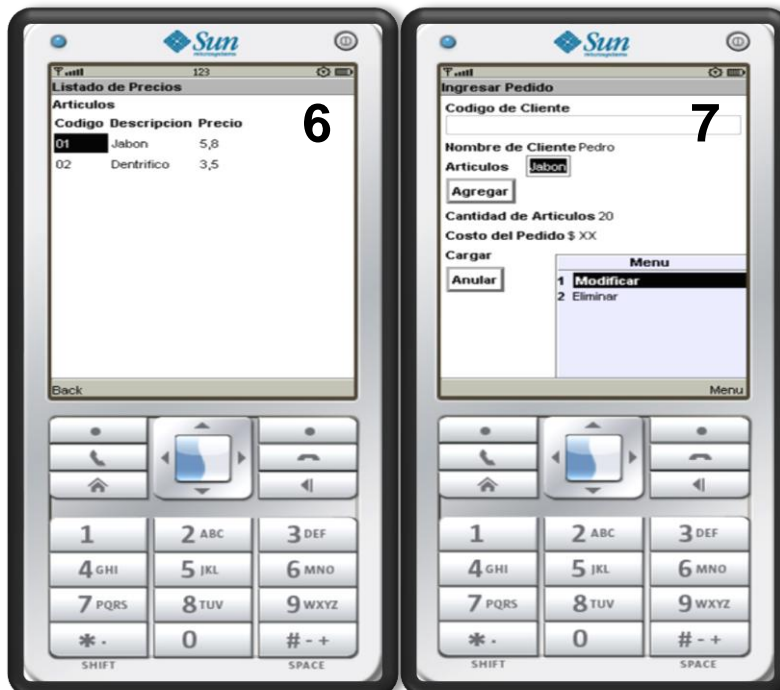 Sun
microsystems
123
Listado de Precios
Articulos
Codigo Descripcion Precio
01 Jabon 5,8
02 Dentrifico 3,5
6
Back
1
2 ABC
3 DEF
4 GHI
5 JKL
6 MNO
7 PQRS
8 TUV
9 WXYZ
* .
0
# - +
SHIFT
SPACE
Sun
microsystems
Ingresar Pedido
Codigo de Cliente
7
Nombre de Cliente Pedro
Articulos Jabon
Agregar
Cantidad de Articulos 20
Costo del Pedido $ XX
Cargar
Anular
Menu
1 Modificar
2 Eliminar
Menu
1
2 ABC
3 DEF
4 GHI
5 JKL
6 MNO
7 PQRS
8 TUV
9 WXYZ
* .
0
# - +
SHIFT
SPACE